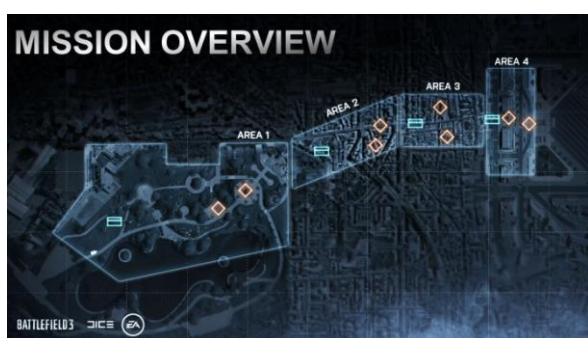 MISSION OVERVIEW
AREA 4
AREA 3
AREA 2
AREA 1
BATTLEFIELD 3 DICE EA